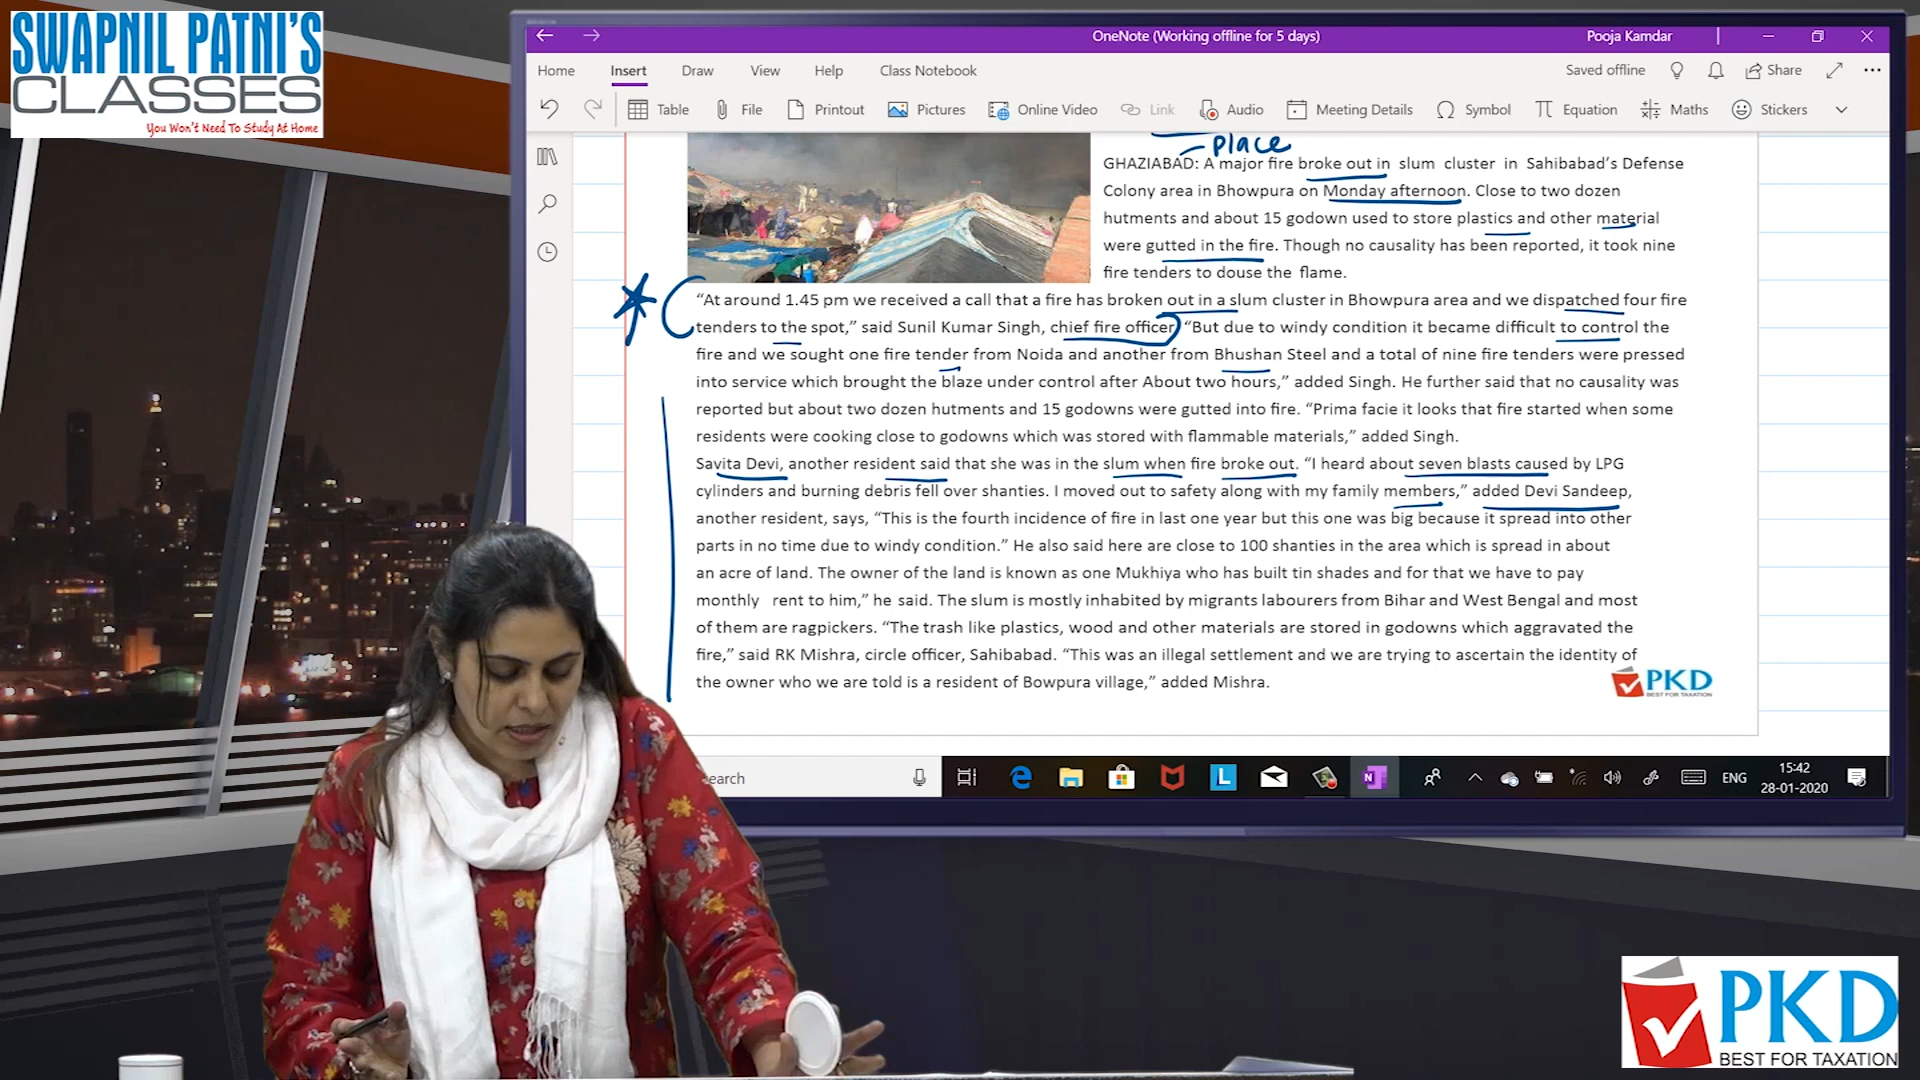 SWAPNIL PATNI'S
CLASSES
You Won't Need To Study At Home
OneNote (Working offline for 5 days)
Pooja Kamdar
Home Insert Draw View Help Class Notebook
Saved offline
Share
Table File Printout Pictures Online Video Link Audio Meeting Details Symbol Equation Maths Stickers
place
GHAZIABAD: A major fire broke out in slum cluster in Sahibabad's Defense
Colony area in Bhowpura on Monday afternoon. Close to two dozen
hutments and about 15 godown used to store plastics and other material
were gutted in the fire. Though no causality has been reported, it took nine
fire tenders to douse the flame.
“At around 1.45 pm we received a call that a fire has broken out in a slum cluster in Bhowpura area and we dispatched four fire
tenders to the spot,” said Sunil Kumar Singh, chief fire officer “But due to windy condition it became difficult to control the
fire and we sought one fire tender from Noida and another from Bhushan Steel and a total of nine fire tenders were pressed
into service which brought the blaze under control after About two hours,” added Singh. He further said that no causality was
reported but about two dozen hutments and 15 godowns were gutted into fire. “Prima facie it looks that fire started when some
residents were cooking close to godowns which was stored with flammable materials,” added Singh.
Savita Devi, another resident said that she was in the slum when fire broke out. “I heard about seven blasts caused by LPG
cylinders and burning debris fell over shanties. I moved out to safety along with my family members,” added Devi Sandeep,
another resident, says, “This is the fourth incidence of fire in last one year but this one was big because it spread into other
parts in no time due to windy condition.” He also said here are close to 100 shanties in the area which is spread in about
an acre of land. The owner of the land is known as one Mukhiya who has built tin shades and for that we have to pay
monthly rent to him,” he said. The slum is mostly inhabited by migrants labourers from Bihar and West Bengal and most
of them are ragpickers. “The trash like plastics, wood and other materials are stored in godowns which aggravated the
fire,” said RK Mishra, circle officer, Sahibabad. “This was an illegal settlement and we are trying to ascertain the identity of
the owner who we are told is a resident of Bowpura village,” added Mishra.
PKD
BEST FOR TAXATION
earch
ENG
15:42
28-01-2020
PKD
BEST FOR TAXATION